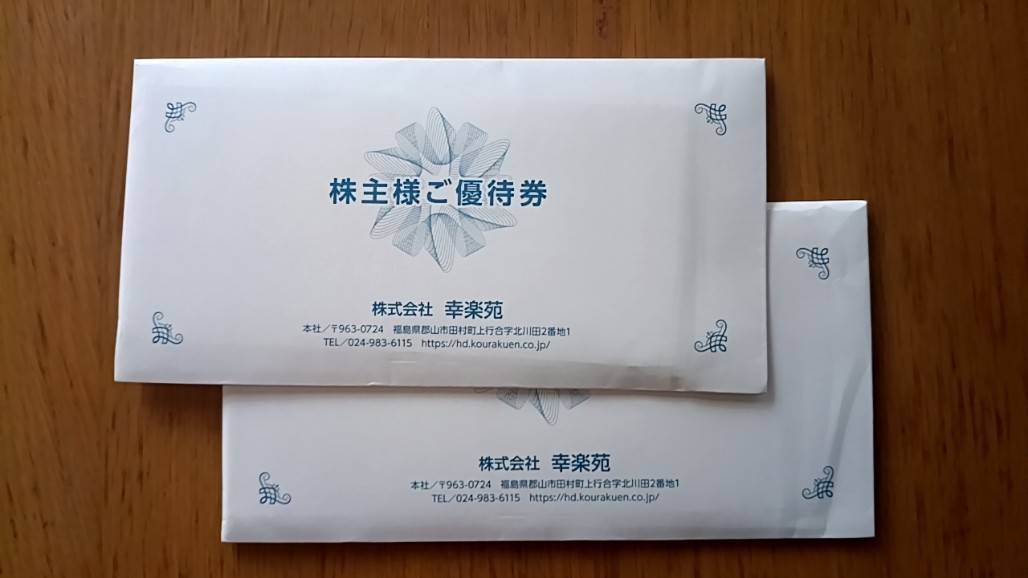 株主様ご優待券
株式会社 幸楽苑
本社／〒963-0724 福島県郡山市田村町上行合字北川田2番地1
TEL／024-983-6115 https://hd.kourakuen.co.jp/
株式会社 幸楽苑
本社／〒963-0724 福島県郡山市田村町上行合字北川田2番地1
TEL／024-983-6115 https://hd.kourakuen.co.jp/